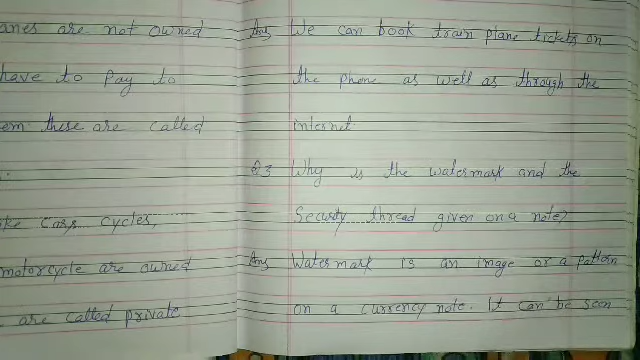 anes are not owned
have to Pay to
em these are called
ke cars, cycles,
motorcycle are owned
are called private
Ans We can book train plane tickets on
the phone as well as through the
internet.
Q3 Why is the watermark and the
Security thread given on a note?
Ans Watermark is an image or a pattern
on a currency note. It can be seen